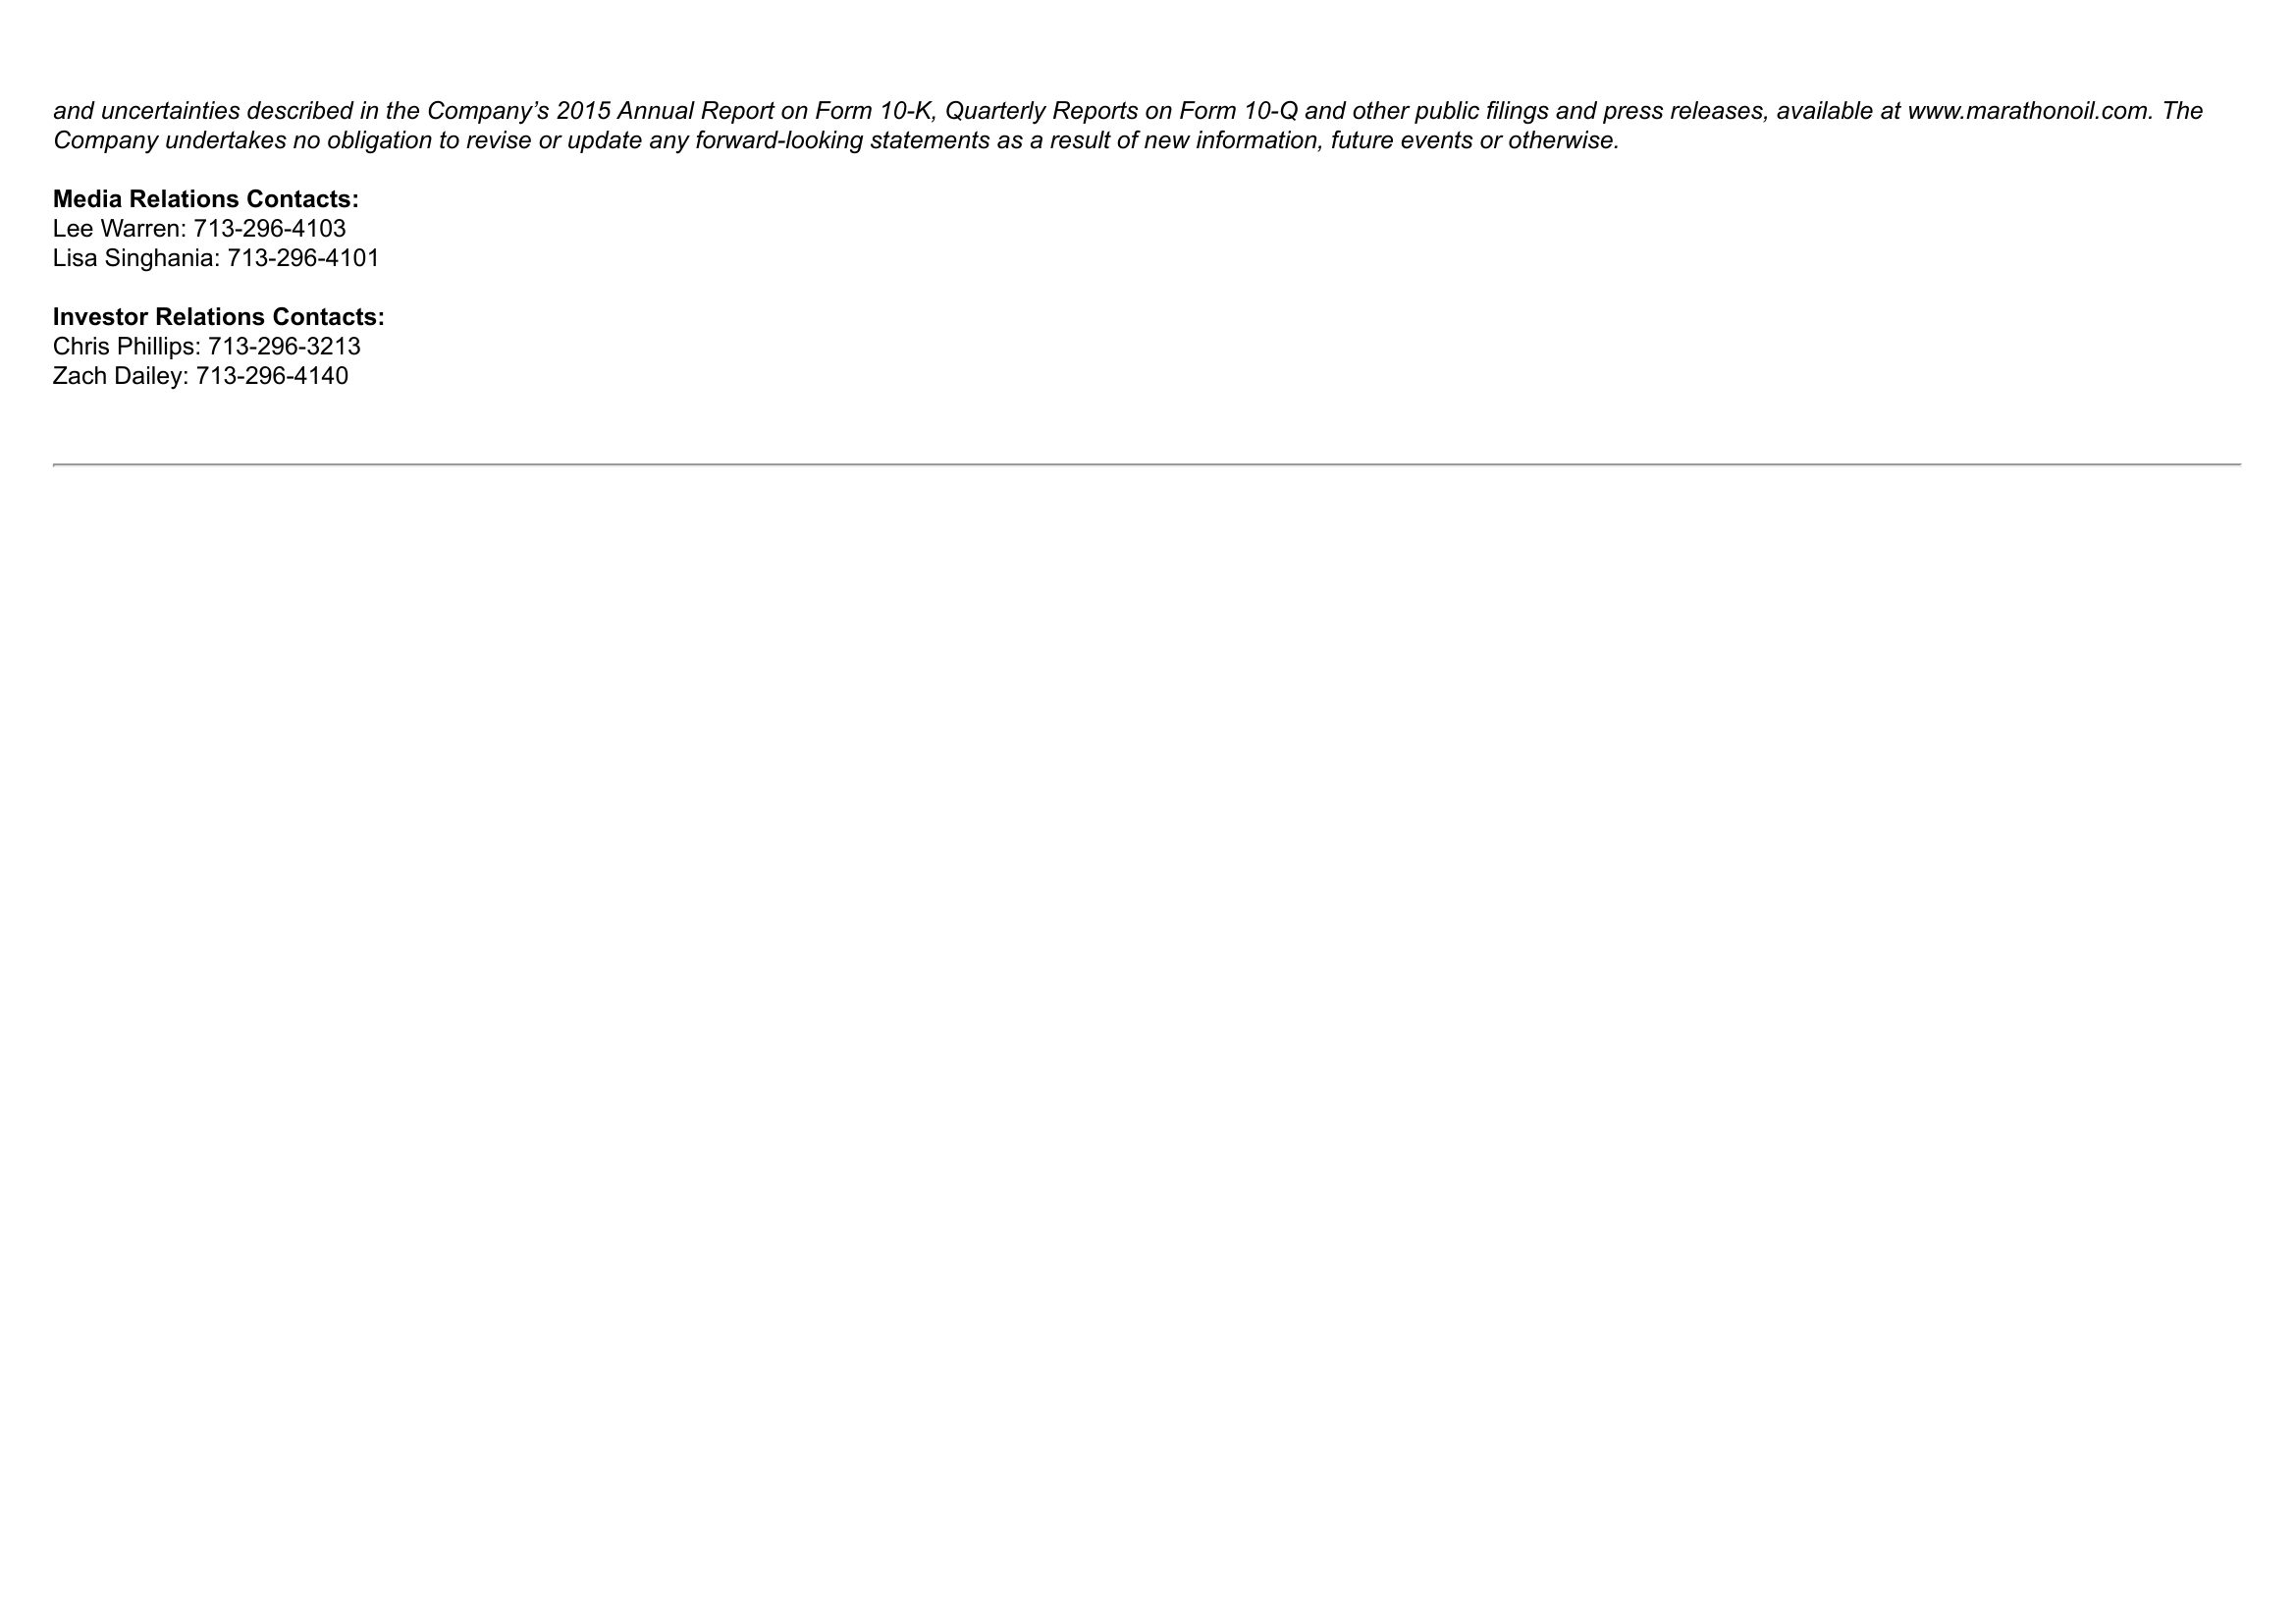 and uncertainties described in the Company’s 2015 Annual Report on Form 10-K, Quarterly Reports on Form 10-Q and other public filings and press releases, available at www.marathonoil.com. The
Company undertakes no obligation to revise or update any forward-looking statements as a result of new information, future events or otherwise.
Media Relations Contacts:
Lee Warren: 713-296-4103
Lisa Singhania: 713-296-4101
Investor Relations Contacts:
Chris Phillips: 713-296-3213
Zach Dailey: 713-296-4140